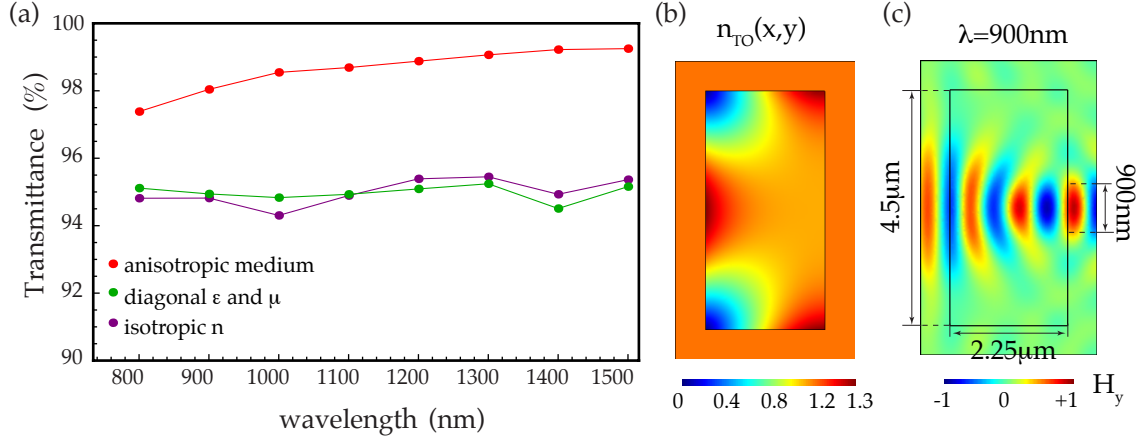 (a)
100
98
96
94
92
90
Transmittance (%)
anisotropic medium
diagonal ε and μ
isotropic n
800 900 1000 1100 1200 1300 1400 1500
wavelength (nm)
(b)
n_TO(x,y)
0 0.4 0.8 1.2 1.3
(c)
λ=900nm
4.5μm
900nm
2.25μm
-1 0 +1
H_y